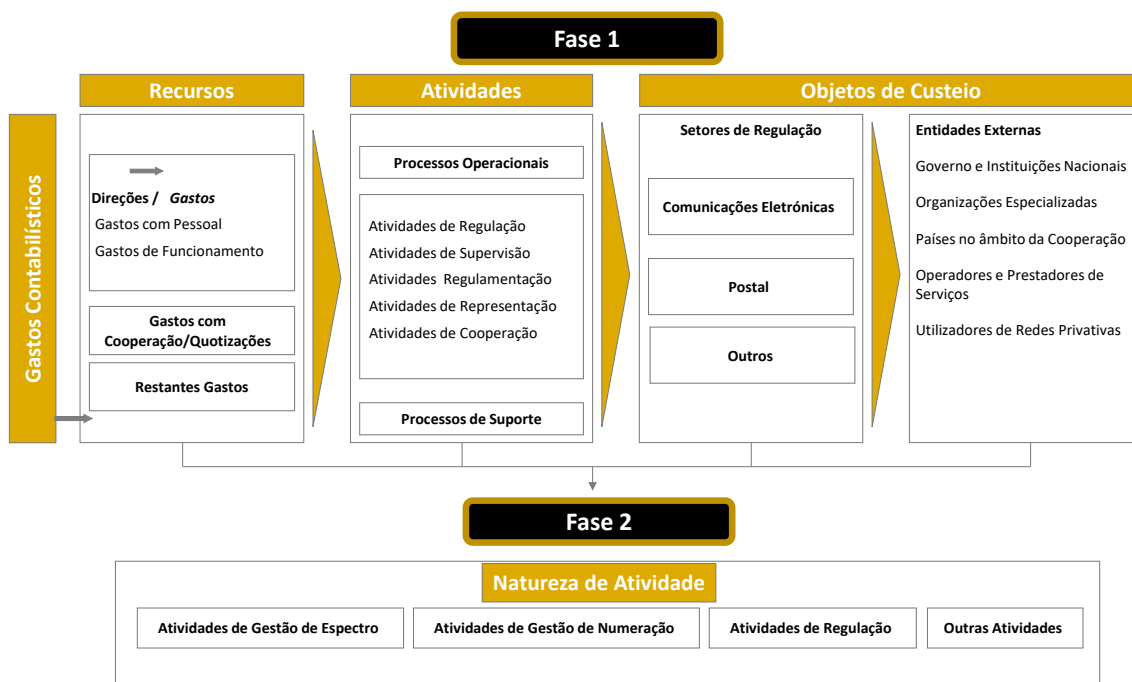 Fase 1
Recursos
Atividades
Objetos de Custeio
Gastos Contabilísticos
Direções / Gastos
Gastos com Pessoal
Gastos de Funcionamento
Gastos com
Cooperação/Quotizações
Restantes Gastos
Processos Operacionais
Atividades de Regulação
Atividades de Supervisão
Atividades Regulamentação
Atividades de Representação
Atividades de Cooperação
Processos de Suporte
Setores de Regulação
Comunicações Eletrónicas
Postal
Outros
Entidades Externas
Governo e Instituições Nacionais
Organizações Especializadas
Países no âmbito da Cooperação
Operadores e Prestadores de
Serviços
Utilizadores de Redes Privativas
Fase 2
Natureza de Atividade
Atividades de Gestão de Espectro
Atividades de Gestão de Numeração
Atividades de Regulação
Outras Atividades